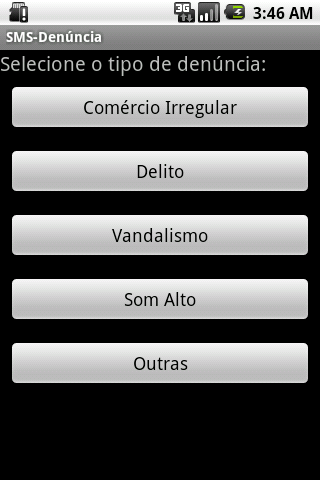 3G 3:46 AM
SMS-Denúncia
Selecione o tipo de denúncia:
Comércio Irregular
Delito
Vandalismo
Som Alto
Outras